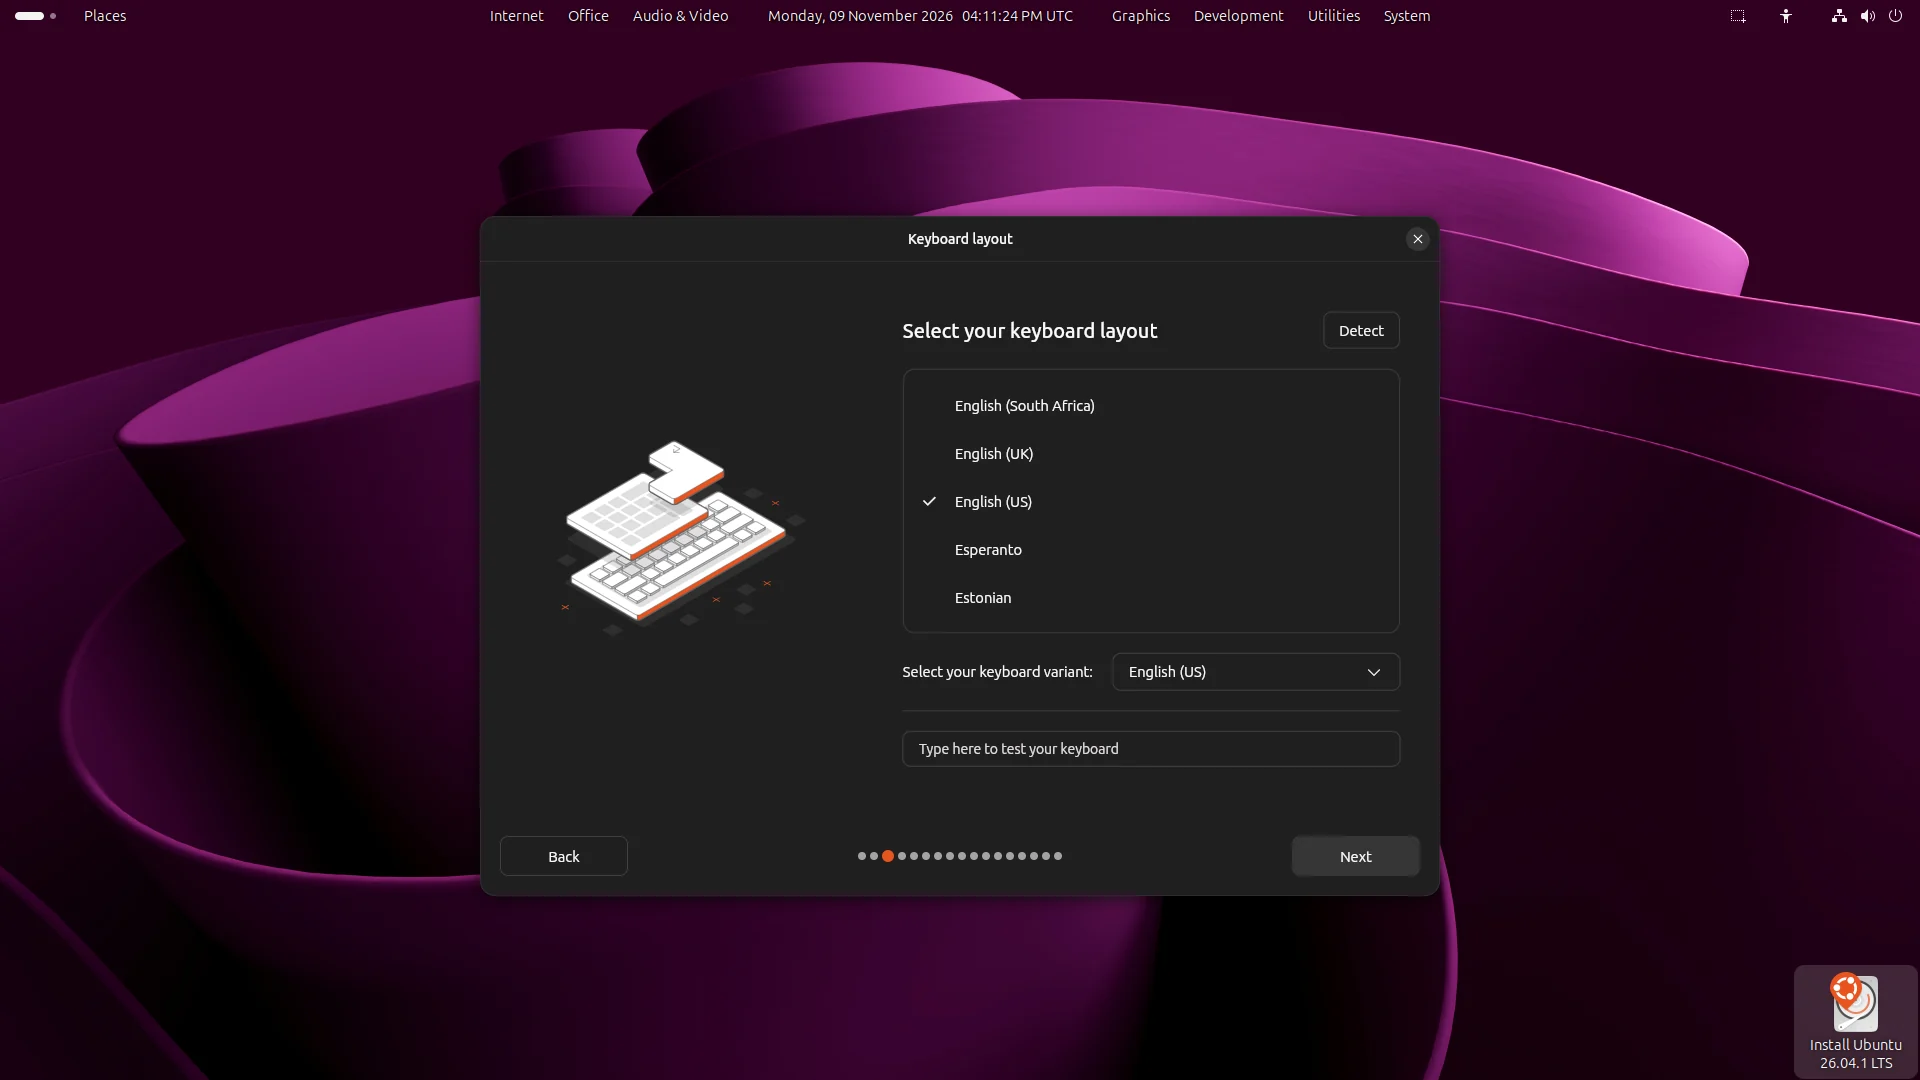 Places
Internet Office Audio & Video Monday, 09 November 2026 04:11:24 PM UTC Graphics Development Utilities System
Keyboard layout
Select your keyboard layout
Detect
English (South Africa)
English (UK)
English (US)
Esperanto
Estonian
Select your keyboard variant:
English (US)
Type here to test your keyboard
Back
Next
Install Ubuntu
26.04.1 LTS